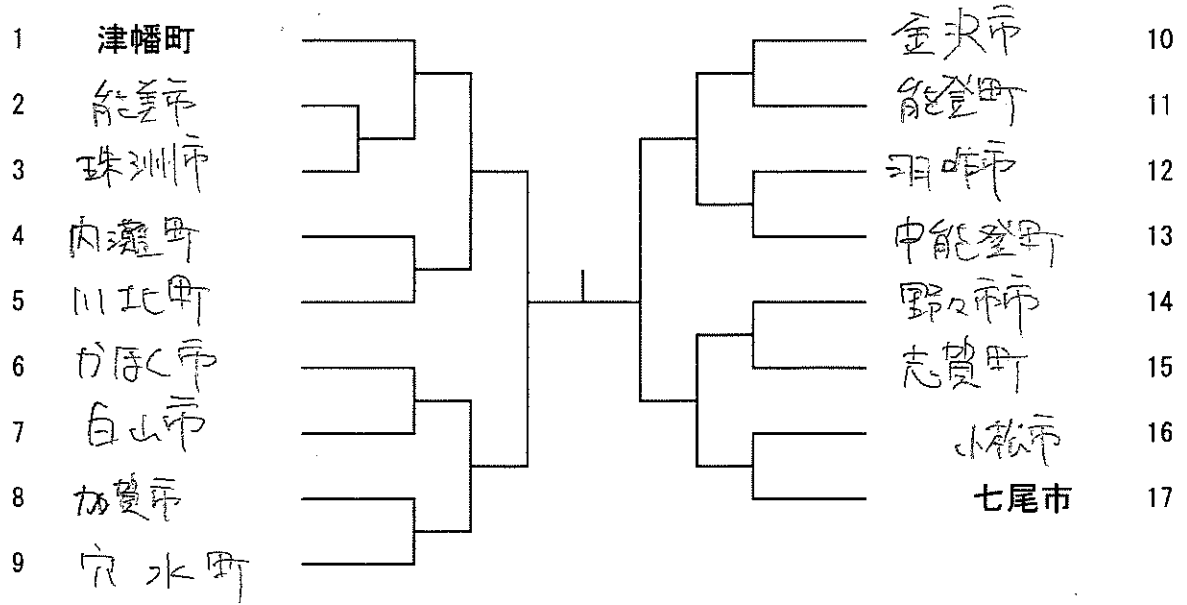 1 津幡町
2 能美市
3 珠洲市
4 内灘町
5 川北町
6 かほく市
7 白山市
8 加賀市
9 穴水町
金沢市 10
能登町 11
羽咋市 12
中能登町 13
野々市市 14
志賀町 15
小松市 16
七尾市 17